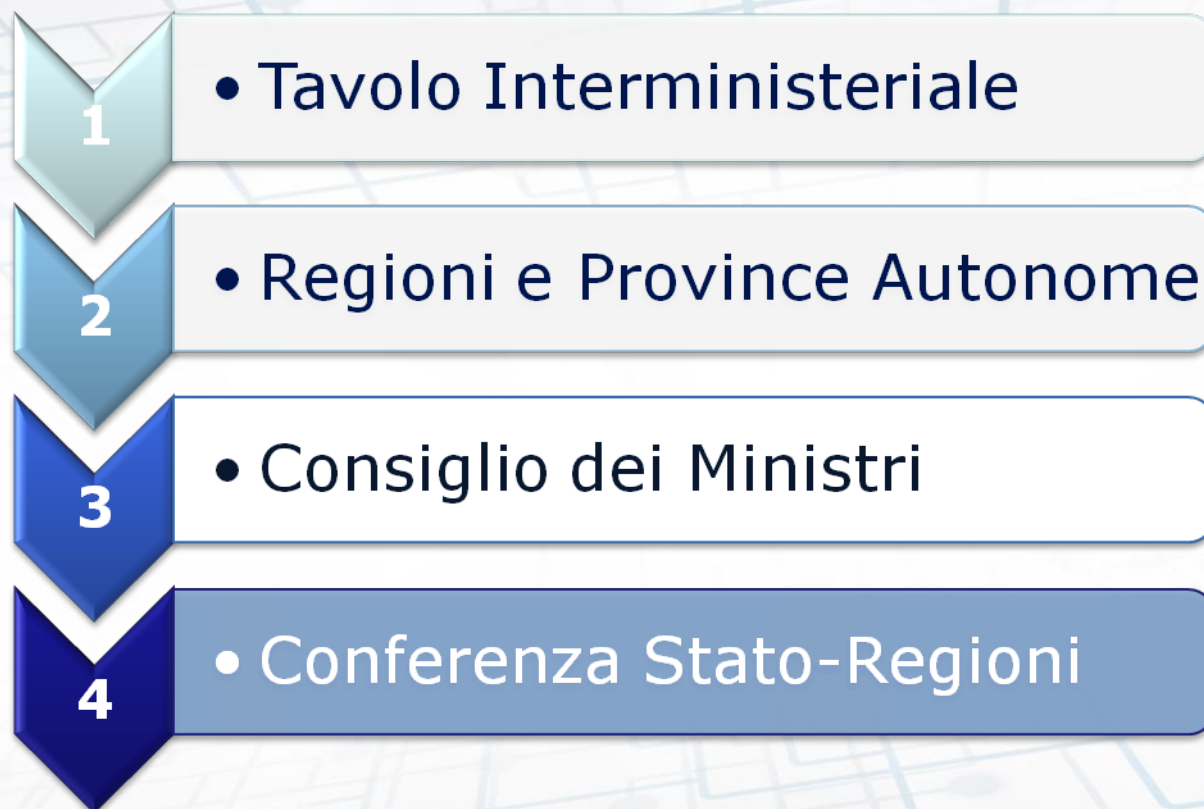 1
• Tavolo Interministeriale
2
• Regioni e Province Autonome
3
• Consiglio dei Ministri
4
• Conferenza Stato-Regioni